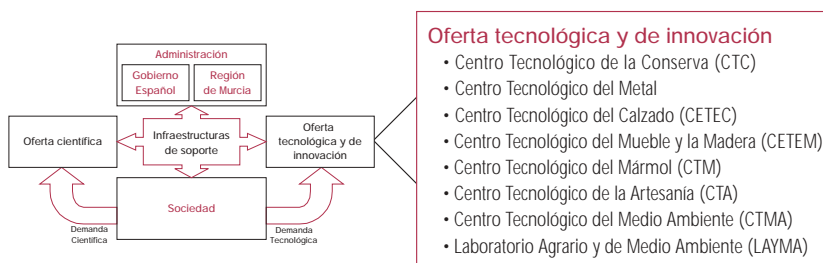 Administración
Gobierno
Español
Región
de Murcia
Oferta científica
Infraestructuras
de soporte
Oferta
tecnológica y de
innovación
Sociedad
Demanda
Científica
Demanda
Tecnológica
Oferta tecnológica y de innovación
• Centro Tecnológico de la Conserva (CTC)
• Centro Tecnológico del Metal
• Centro Tecnológico del Calzado (CETEC)
• Centro Tecnológico del Mueble y la Madera (CETEM)
• Centro Tecnológico del Mármol (CTM)
• Centro Tecnológico de la Artesanía (CTA)
• Centro Tecnológico del Medio Ambiente (CTMA)
• Laboratorio Agrario y de Medio Ambiente (LAYMA)